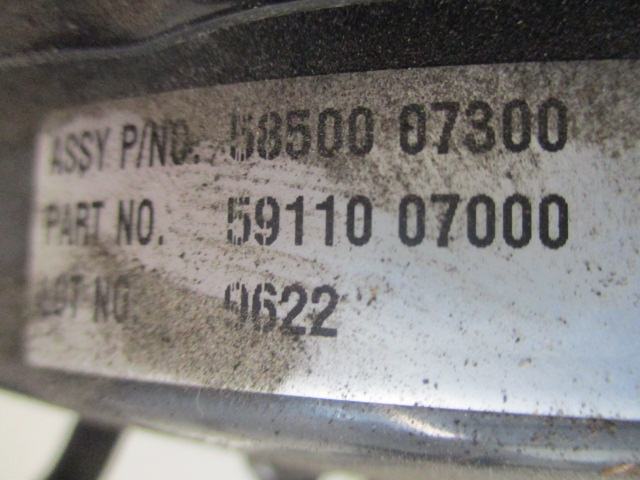 ASSY P/NO. 58500 07300
PART NO. 59110 07000
LOT NO. 0622